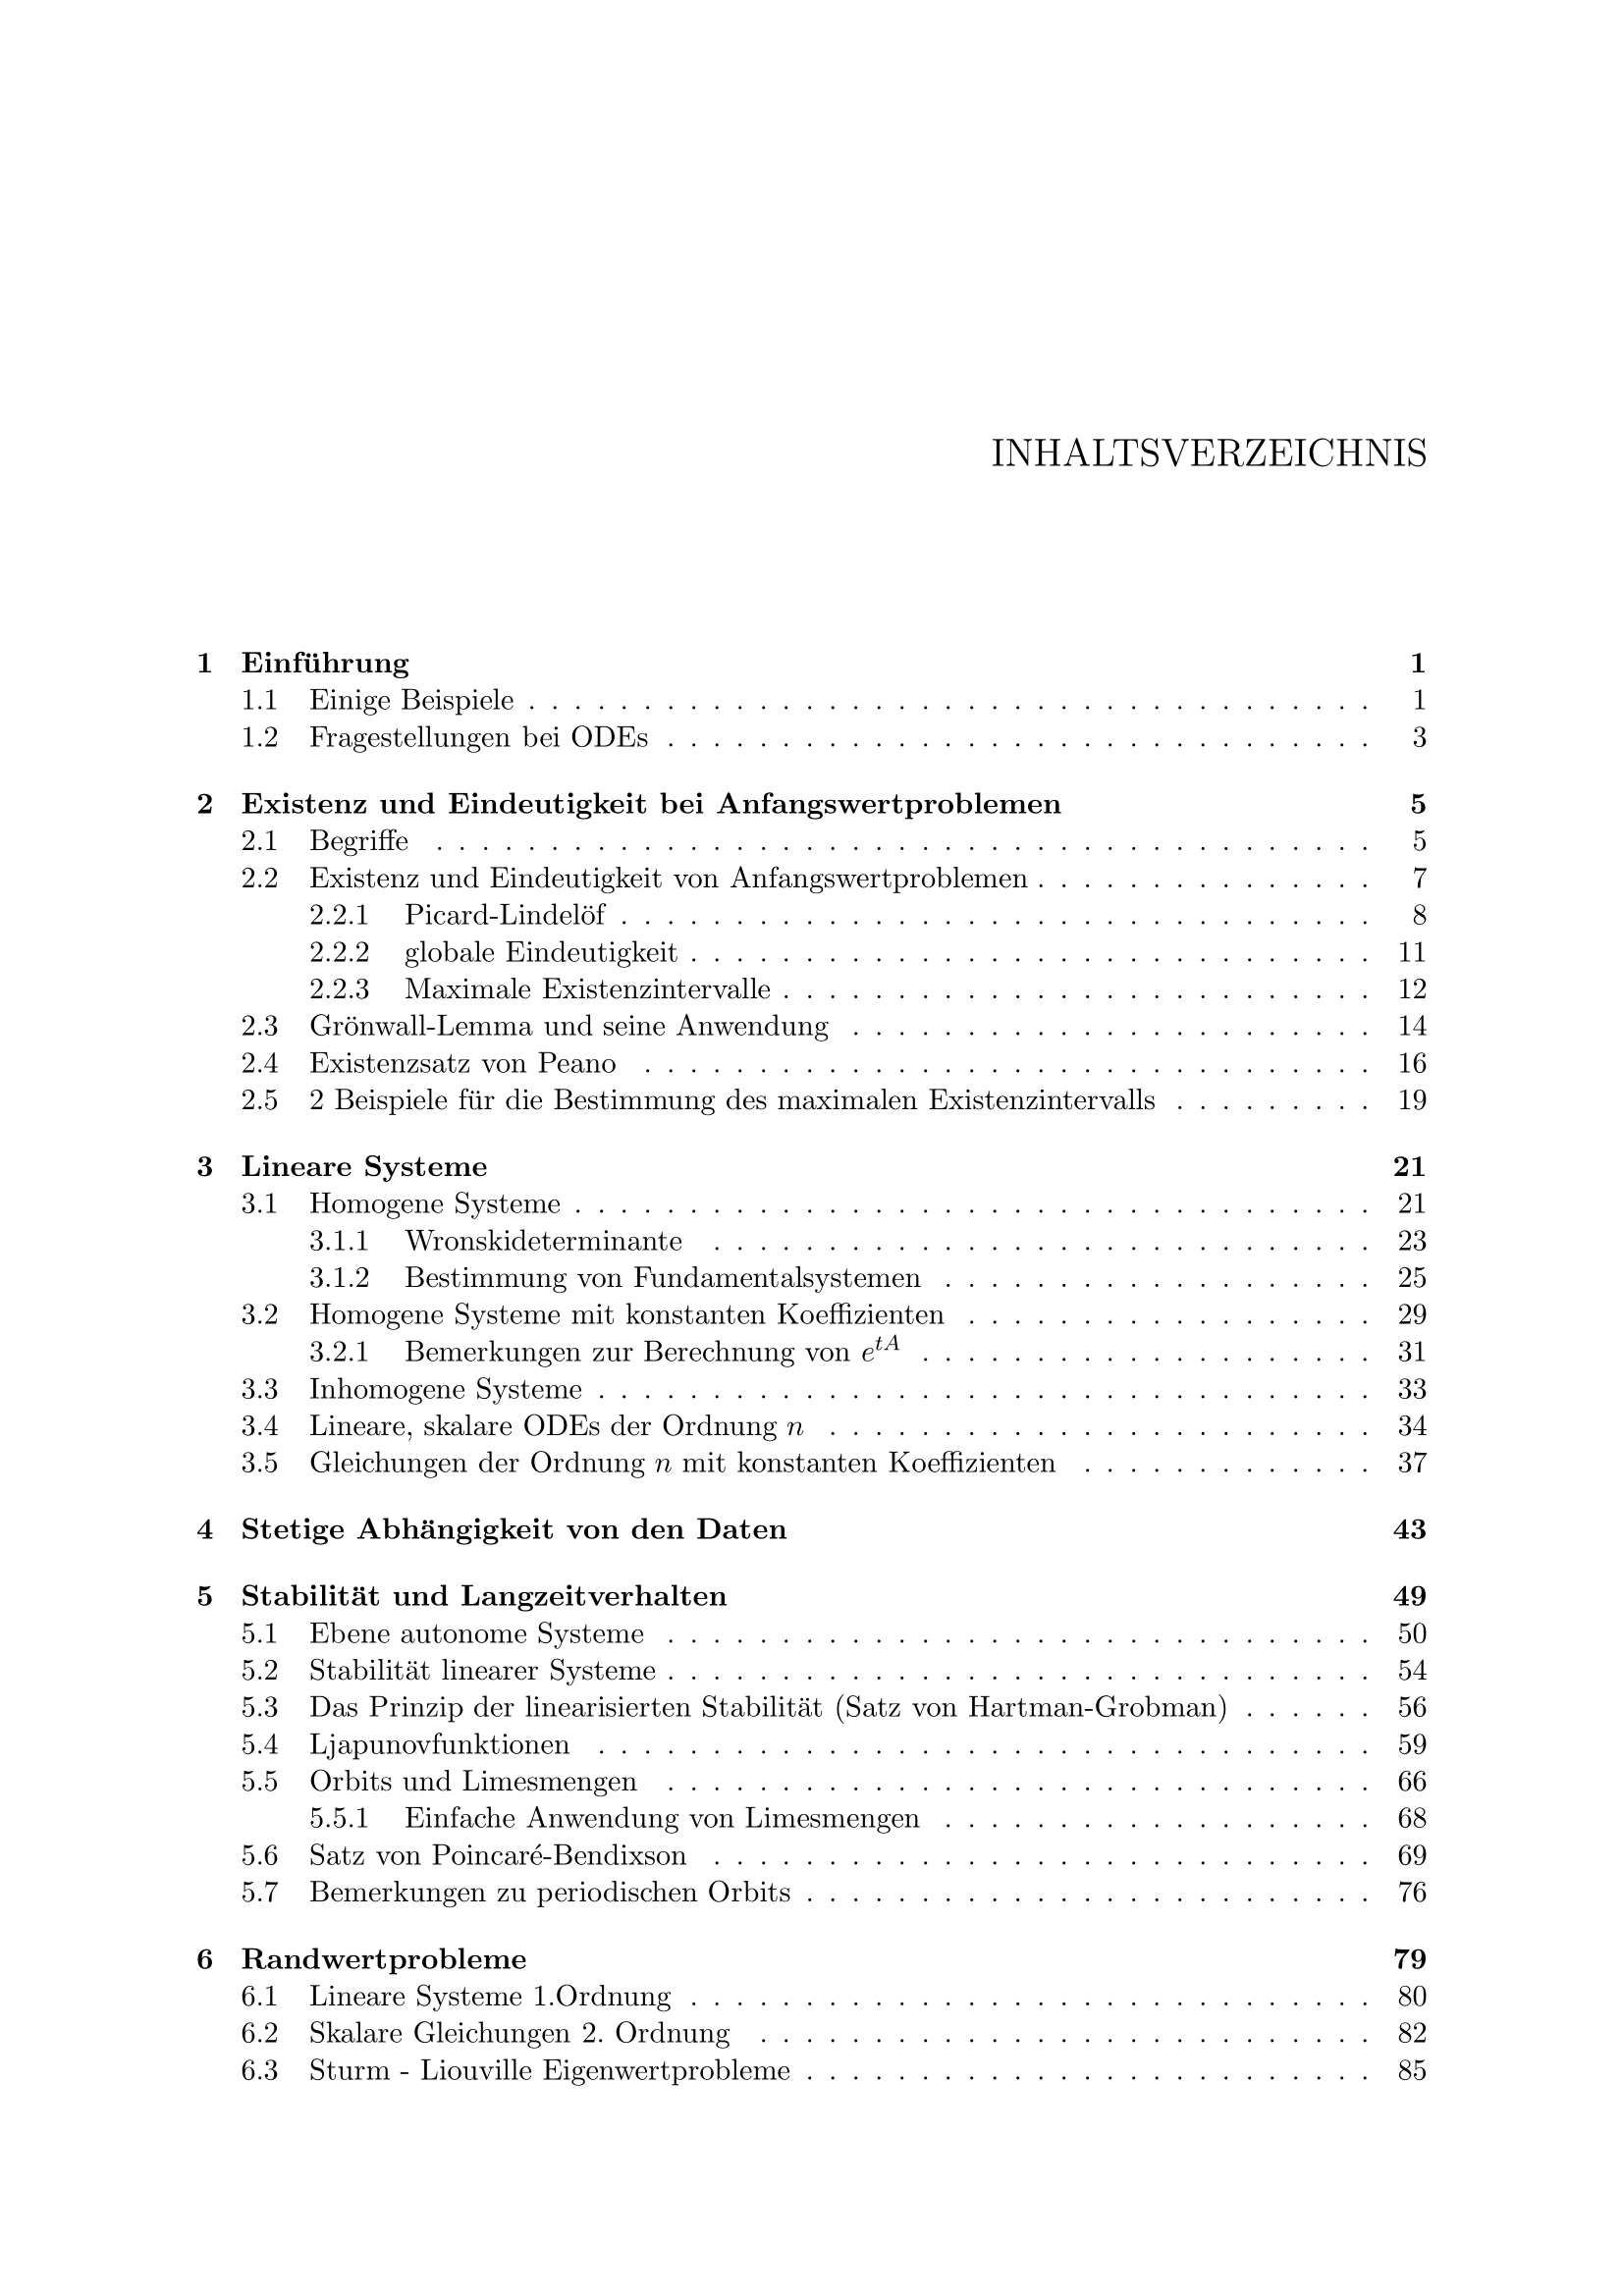 INHALTSVERZEICHNIS
1 Einführung 1
1.1 Einige Beispiele . . . . . . . . . . . . . . . . . . . . . . . . . . . . . . . . . . . . . 1
1.2 Fragestellungen bei ODEs . . . . . . . . . . . . . . . . . . . . . . . . . . . . . . . 3
2 Existenz und Eindeutigkeit bei Anfangswertproblemen 5
2.1 Begriffe . . . . . . . . . . . . . . . . . . . . . . . . . . . . . . . . . . . . . . . . . 5
2.2 Existenz und Eindeutigkeit von Anfangswertproblemen . . . . . . . . . . . . . . . 7
2.2.1 Picard-Lindelöf . . . . . . . . . . . . . . . . . . . . . . . . . . . . . . . . . 8
2.2.2 globale Eindeutigkeit . . . . . . . . . . . . . . . . . . . . . . . . . . . . . . 11
2.2.3 Maximale Existenzintervalle . . . . . . . . . . . . . . . . . . . . . . . . . . 12
2.3 Grönwall-Lemma und seine Anwendung . . . . . . . . . . . . . . . . . . . . . . . 14
2.4 Existenzsatz von Peano . . . . . . . . . . . . . . . . . . . . . . . . . . . . . . . . 16
2.5 2 Beispiele für die Bestimmung des maximalen Existenzintervalls . . . . . . . . . 19
3 Lineare Systeme 21
3.1 Homogene Systeme . . . . . . . . . . . . . . . . . . . . . . . . . . . . . . . . . . . 21
3.1.1 Wronskideterminante . . . . . . . . . . . . . . . . . . . . . . . . . . . . . 23
3.1.2 Bestimmung von Fundamentalsystemen . . . . . . . . . . . . . . . . . . . 25
3.2 Homogene Systeme mit konstanten Koeffizienten . . . . . . . . . . . . . . . . . . 29
3.2.1 Bemerkungen zur Berechnung von $e^{tA}$ . . . . . . . . . . . . . . . . . . . . 31
3.3 Inhomogene Systeme . . . . . . . . . . . . . . . . . . . . . . . . . . . . . . . . . . 33
3.4 Lineare, skalare ODEs der Ordnung n . . . . . . . . . . . . . . . . . . . . . . . . 34
3.5 Gleichungen der Ordnung n mit konstanten Koeffizienten . . . . . . . . . . . . . 37
4 Stetige Abhängigkeit von den Daten 43
5 Stabilität und Langzeitverhalten 49
5.1 Ebene autonome Systeme . . . . . . . . . . . . . . . . . . . . . . . . . . . . . . . 50
5.2 Stabilität linearer Systeme . . . . . . . . . . . . . . . . . . . . . . . . . . . . . . . 54
5.3 Das Prinzip der linearisierten Stabilität (Satz von Hartman-Grobman) . . . . . . 56
5.4 Ljapunovfunktionen . . . . . . . . . . . . . . . . . . . . . . . . . . . . . . . . . . 59
5.5 Orbits und Limesmengen . . . . . . . . . . . . . . . . . . . . . . . . . . . . . . . 66
5.5.1 Einfache Anwendung von Limesmengen . . . . . . . . . . . . . . . . . . . 68
5.6 Satz von Poincaré-Bendixson . . . . . . . . . . . . . . . . . . . . . . . . . . . . . 69
5.7 Bemerkungen zu periodischen Orbits . . . . . . . . . . . . . . . . . . . . . . . . . 76
6 Randwertprobleme 79
6.1 Lineare Systeme 1.Ordnung . . . . . . . . . . . . . . . . . . . . . . . . . . . . . . 80
6.2 Skalare Gleichungen 2. Ordnung . . . . . . . . . . . . . . . . . . . . . . . . . . . 82
6.3 Sturm - Liouville Eigenwertprobleme . . . . . . . . . . . . . . . . . . . . . . . . . 85